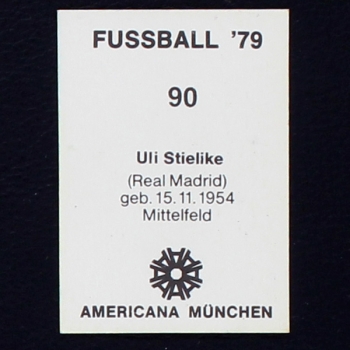 FUSSBALL '79
90
Uli Stielike
(Real Madrid)
geb. 15.11.1954
Mittelfeld
AMERICANA MÜNCHEN